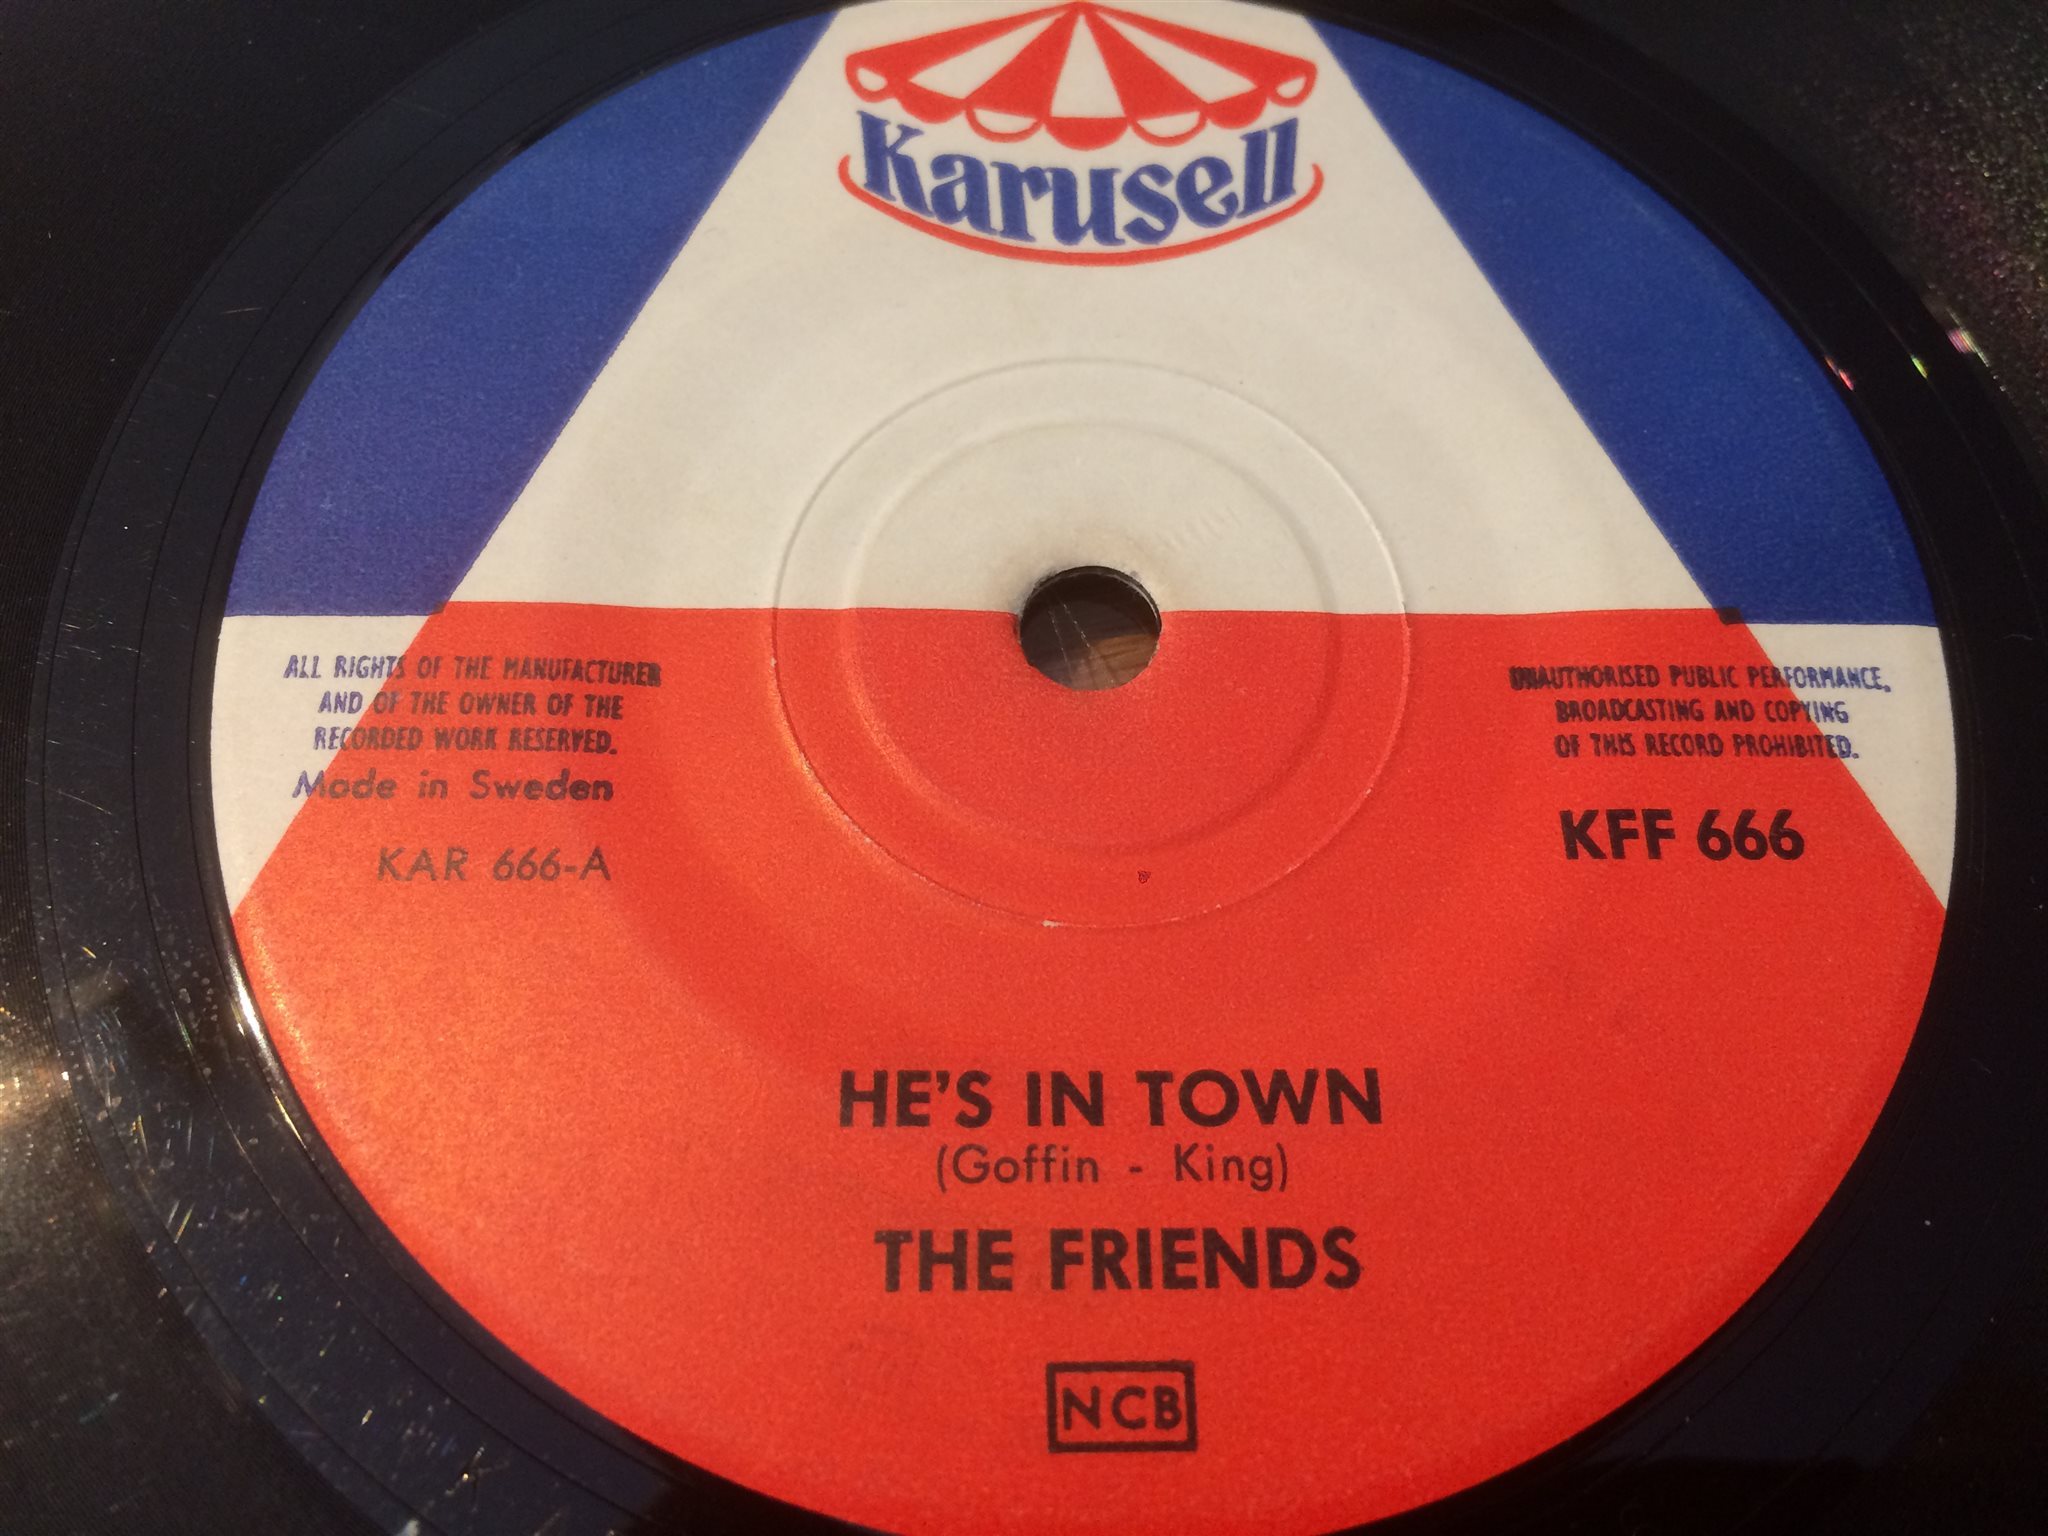 Karusell
ALL RIGHTS OF THE MANUFACTURER
AND OF THE OWNER OF THE
RECORDED WORK RESERVED.
Made in Sweden
KAR 666-A
UNAUTHORISED PUBLIC PERFORMANCE,
BROADCASTING AND COPYING
OF THIS RECORD PROHIBITED.
KFF 666
HE'S IN TOWN
(Goffin - King)
THE FRIENDS
NCB